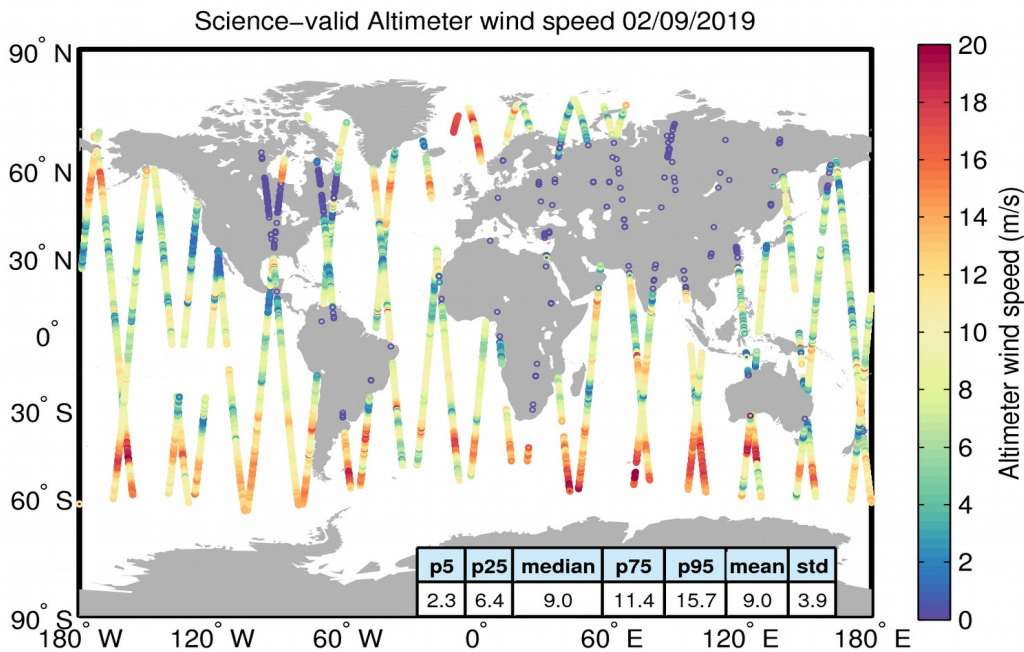 Science−valid Altimeter wind speed 02/09/2019
90° N
60° N
30° N
0°
30° S
60° S
90° S
180° W
120° W
60° W
0°
60° E
120° E
180° E
p5 p25 median p75 p95 mean std
2.3 6.4 9.0 11.4 15.7 9.0 3.9
20
18
16
14
12
10
8
6
4
2
0
Altimeter wind speed (m/s)